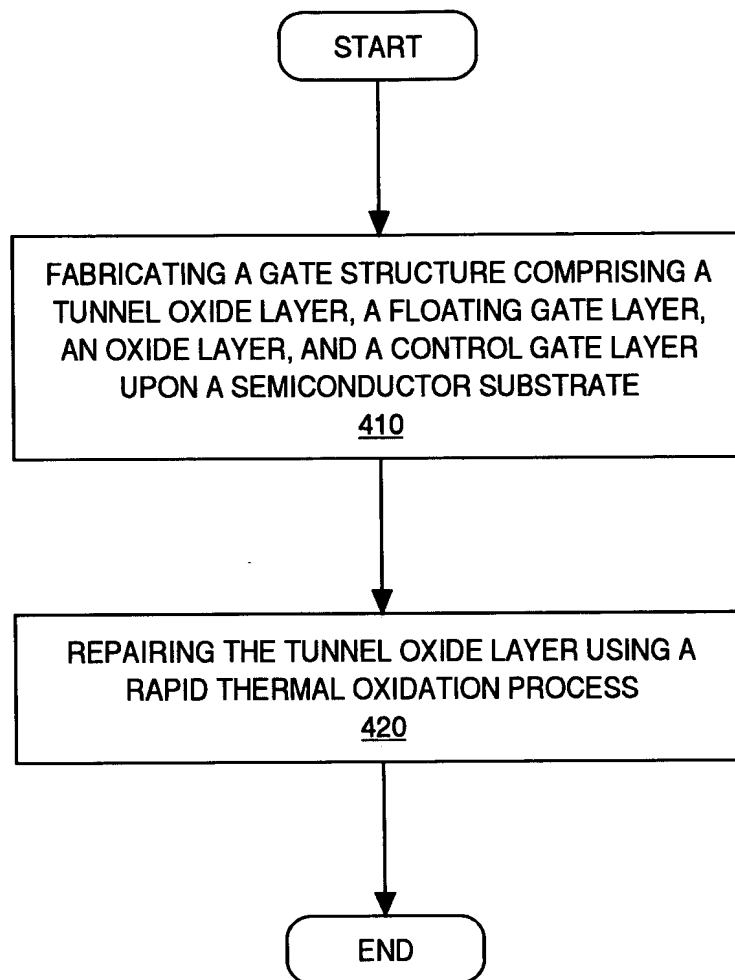 START
FABRICATING A GATE STRUCTURE COMPRISING A
TUNNEL OXIDE LAYER, A FLOATING GATE LAYER,
AN OXIDE LAYER, AND A CONTROL GATE LAYER
UPON A SEMICONDUCTOR SUBSTRATE
410
REPAIRING THE TUNNEL OXIDE LAYER USING A
RAPID THERMAL OXIDATION PROCESS
420
END